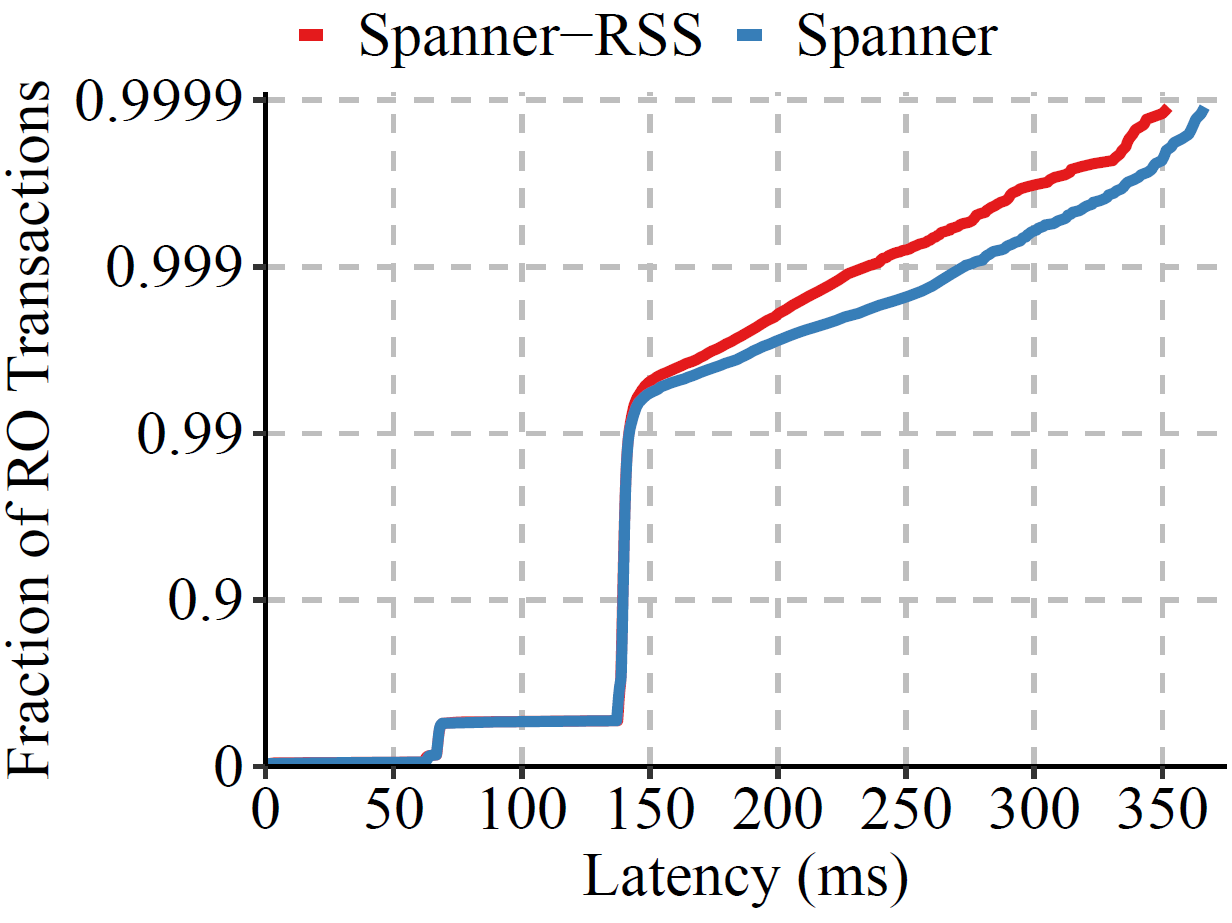 Spanner−RSS Spanner
Fraction of RO Transactions
0.9999
0.999
0.99
0.9
0
0 50 100 150 200 250 300 350
Latency (ms)